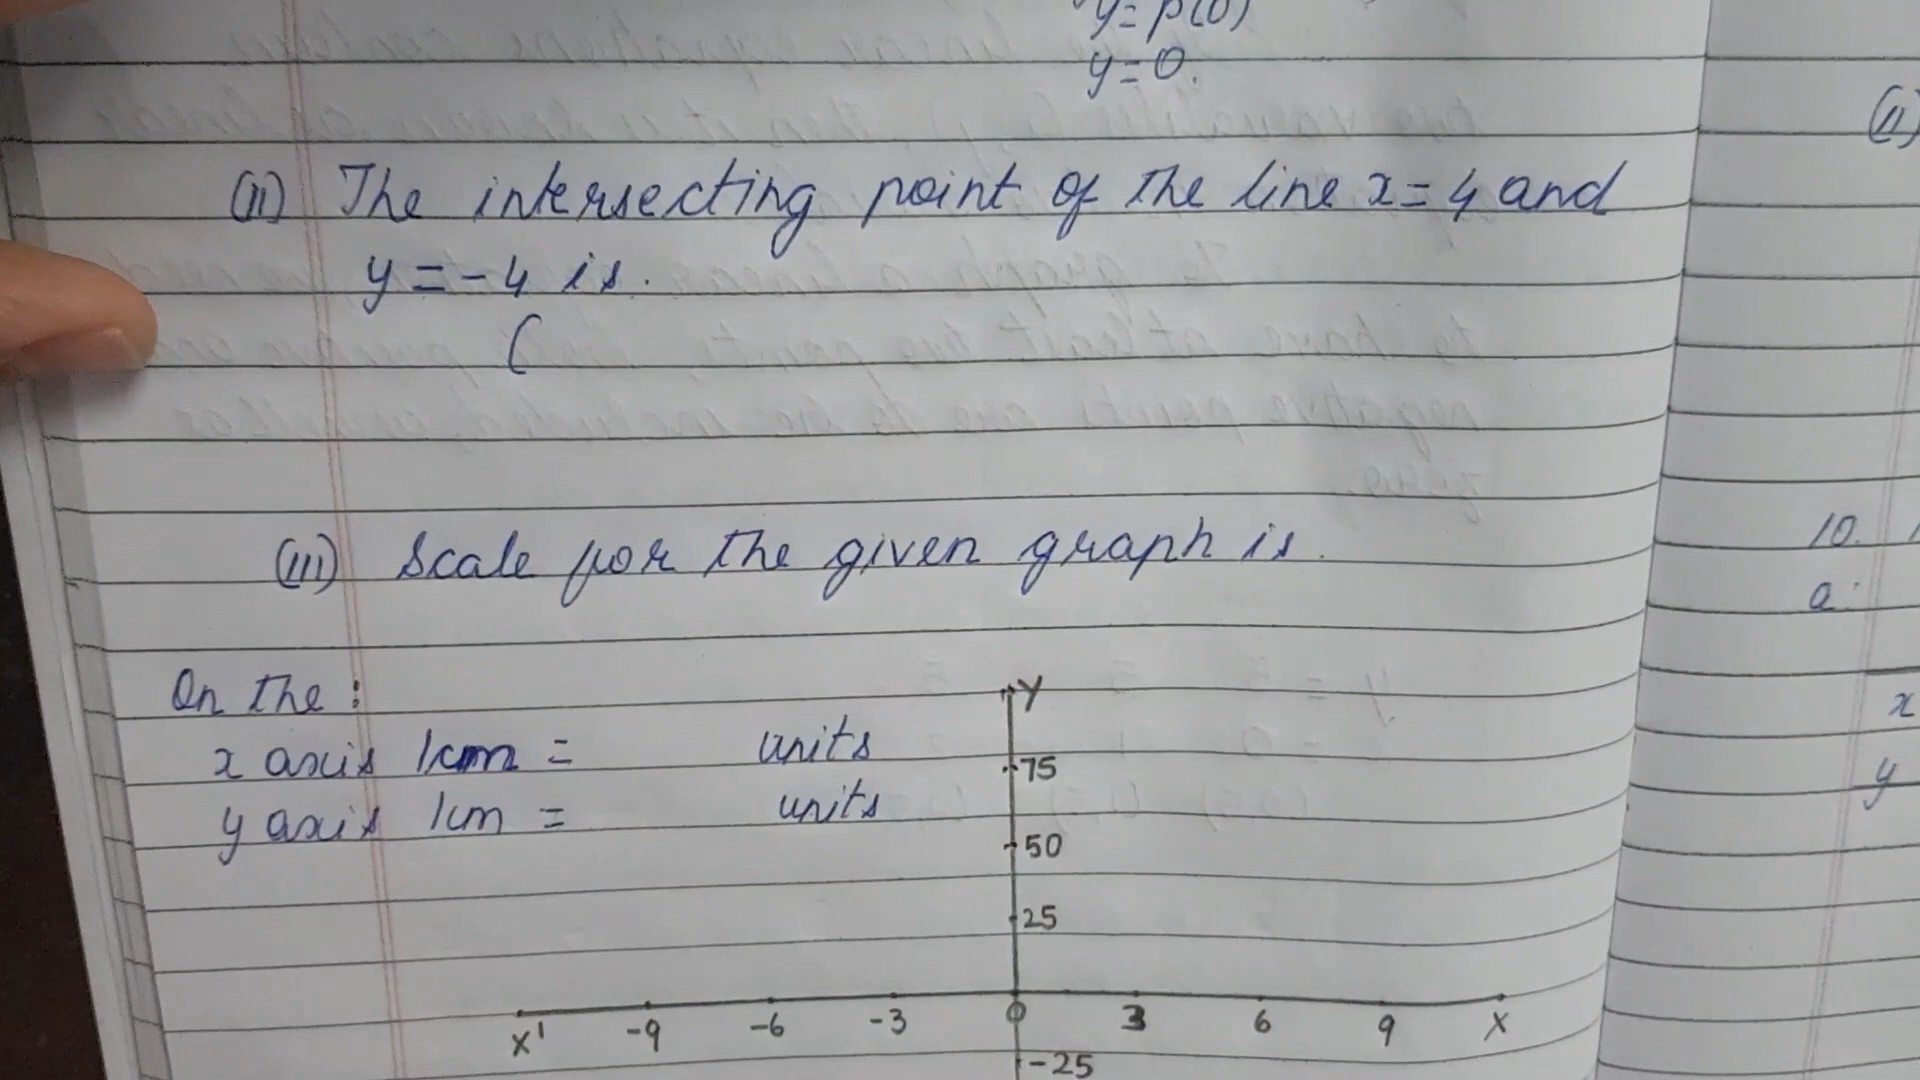 y = p(0)
y = 0.
(II) The intersecting point of the line x = 4 and
y = -4 is.
(
(III) Scale for the given graph is.
On the :
x axis 1cm = units
y axis 1cm = units
Y
75
50
25
X' -9 -6 -3 0 3 6 9 X
-25
(II)
10.
a.
x
y